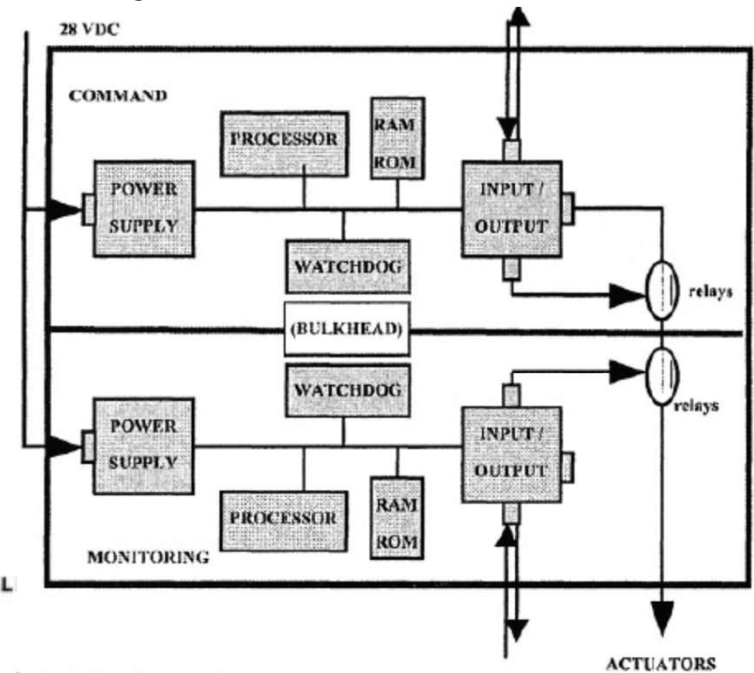 28 VDC
COMMAND
PROCESSOR
RAM
ROM
POWER
SUPPLY
INPUT /
OUTPUT
WATCHDOG
relays
(BULKHEAD)
WATCHDOG
relays
POWER
SUPPLY
INPUT /
OUTPUT
PROCESSOR
RAM
ROM
MONITORING
L
ACTUATORS